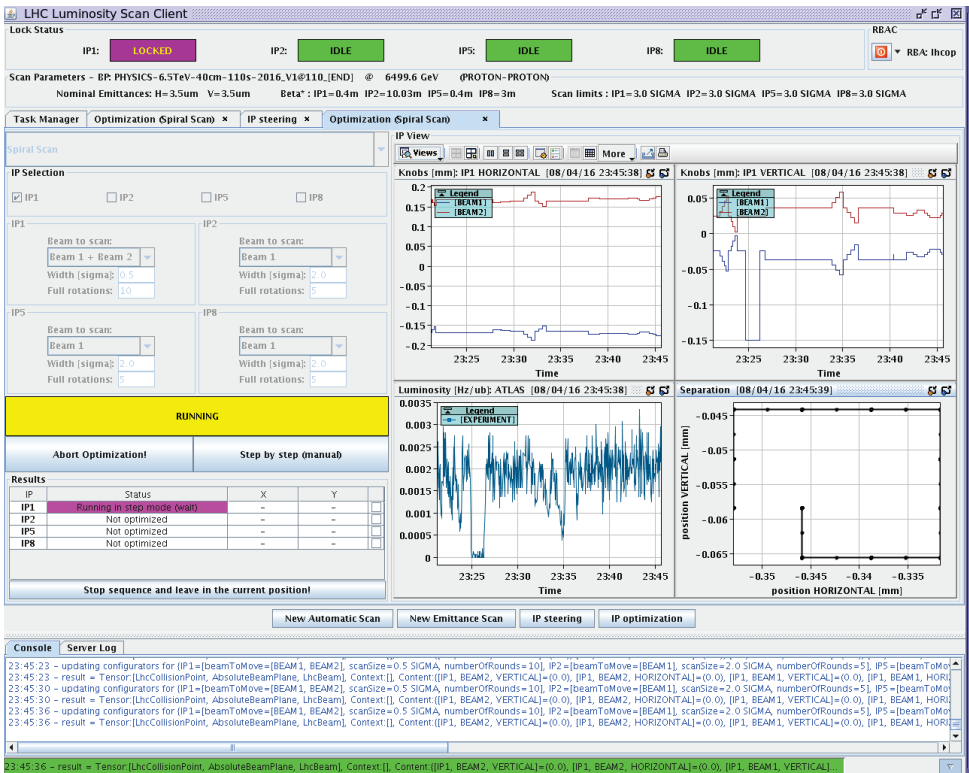 LHC Luminosity Scan Client
Lock Status
RBAC
IP1: LOCKED IP2: IDLE IP5: IDLE IP8: IDLE
RBA: lhcop
Scan Parameters - BP: PHYSICS-6.5TeV-40cm-110s-2016_V1@110_[END] @ 6499.6 GeV (PROTON-PROTON)
Nominal Emittances: H=3.5um V=3.5um Beta* : IP1=0.4m IP2=10.03m IP5=0.4m IP8=3m Scan limits : IP1=3.0 SIGMA IP2=3.0 SIGMA IP5=3.0 SIGMA IP8=3.0 SIGMA
Task Manager Optimization (Spiral Scan) × IP steering × Optimization (Spiral Scan) ×
Spiral Scan
IP Selection
IP1 IP2 IP5 IP8
IP1
Beam to scan:
Beam 1 + Beam 2
Width [sigma]: 0.5
Full rotations: 10
IP2
Beam to scan:
Beam 1
Width [sigma]: 2.0
Full rotations: 5
IP5
Beam to scan:
Beam 1
Width [sigma]: 2.0
Full rotations: 5
IP8
Beam to scan:
Beam 1
Width [sigma]: 2.0
Full rotations: 5
RUNNING
Abort Optimization! Step by step (manual)
Results
IP Status X Y
IP1 Running in step mode (wait) - -
IP2 Not optimized - -
IP5 Not optimized - -
IP8 Not optimized - -
Stop sequence and leave in the current position!
IP View
Views More
Knobs [mm]: IP1 HORIZONTAL [08/04/16 23:45:38]
Legend
[BEAM1]
[BEAM2]
0.2
0.15
0.1
0.05
0
-0.05
-0.1
-0.15
-0.2
23:25 23:30 23:35 23:40 23:45
Time
Knobs [mm]: IP1 VERTICAL [08/04/16 23:45:38]
Legend
[BEAM1]
[BEAM2]
0.05
0
-0.05
-0.1
-0.15
23:25 23:30 23:35 23:40 23:45
Time
Luminosity [Hz/ub]: ATLAS [08/04/16 23:45:38]
Legend
[EXPERIMENT]
0.0035
0.003
0.0025
0.002
0.0015
0.001
0.0005
0
23:25 23:30 23:35 23:40 23:45
Time
Separation [08/04/16 23:45:39]
position VERTICAL [mm]
-0.045
-0.05
-0.055
-0.06
-0.065
-0.35 -0.345 -0.34 -0.335
position HORIZONTAL [mm]
New Automatic Scan New Emittance Scan IP steering IP optimization
Console Server Log
23:45:23 - updating configurators for {IP1=[beamToMove=[BEAM1, BEAM2], scanSize=0.5 SIGMA, numberOfRounds=10], IP2=[beamToMove=[BEAM1], scanSize=2.0 SIGMA, numberOfRounds=5], IP5=[beamToMov
23:45:23 - result = Tensor:[LhcCollisionPoint, AbsoluteBeamPlane, LhcBeam], Context:[], Content:{[IP1, BEAM2, VERTICAL]=(0.0), [IP1, BEAM2, HORIZONTAL]=(0.0), [IP1, BEAM1, VERTICAL]=(0.0), [IP1, BEAM1, HORI
23:45:30 - updating configurators for {IP1=[beamToMove=[BEAM1, BEAM2], scanSize=0.5 SIGMA, numberOfRounds=10], IP2=[beamToMove=[BEAM1], scanSize=2.0 SIGMA, numberOfRounds=5], IP5=[beamToMov
23:45:30 - result = Tensor:[LhcCollisionPoint, AbsoluteBeamPlane, LhcBeam], Context:[], Content:{[IP1, BEAM2, VERTICAL]=(0.0), [IP1, BEAM2, HORIZONTAL]=(0.0), [IP1, BEAM1, VERTICAL]=(0.0), [IP1, BEAM1, HORI
23:45:36 - updating configurators for {IP1=[beamToMove=[BEAM1, BEAM2], scanSize=0.5 SIGMA, numberOfRounds=10], IP2=[beamToMove=[BEAM1], scanSize=2.0 SIGMA, numberOfRounds=5], IP5=[beamToMov
23:45:36 - result = Tensor:[LhcCollisionPoint, AbsoluteBeamPlane, LhcBeam], Context:[], Content:{[IP1, BEAM2, VERTICAL]=(0.0), [IP1, BEAM2, HORIZONTAL]=(0.0), [IP1, BEAM1, VERTICAL]=(0.0), [IP1, BEAM1, HORI
23:45:36 - result = Tensor:[LhcCollisionPoint, AbsoluteBeamPlane, LhcBeam], Context:[], Content:{[IP1, BEAM2, VERTICAL]=(0.0), [IP1, BEAM2, HORIZONTAL]=(0.0), [IP1, BEAM1, VERTICAL]...